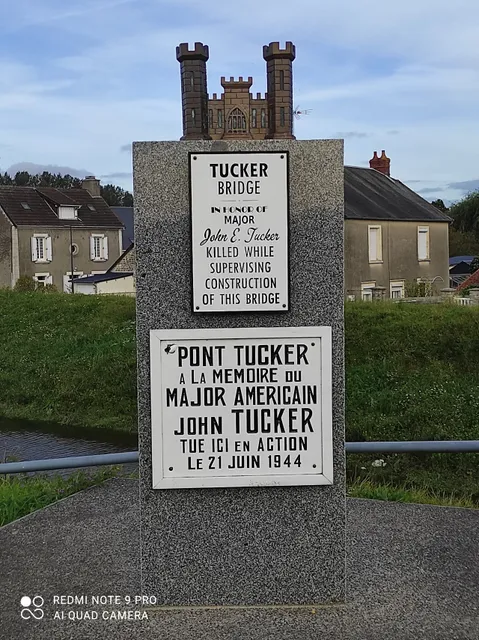 TUCKER
BRIDGE
IN HONOR OF
MAJOR
John E. Tucker
KILLED WHILE
SUPERVISING
CONSTRUCTION
OF THIS BRIDGE
PONT TUCKER
A LA MEMOIRE DU
MAJOR AMERICAIN
JOHN TUCKER
TUE ICI EN ACTION
LE 21 JUIN 1944
REDMI NOTE 9 PRO
AI QUAD CAMERA